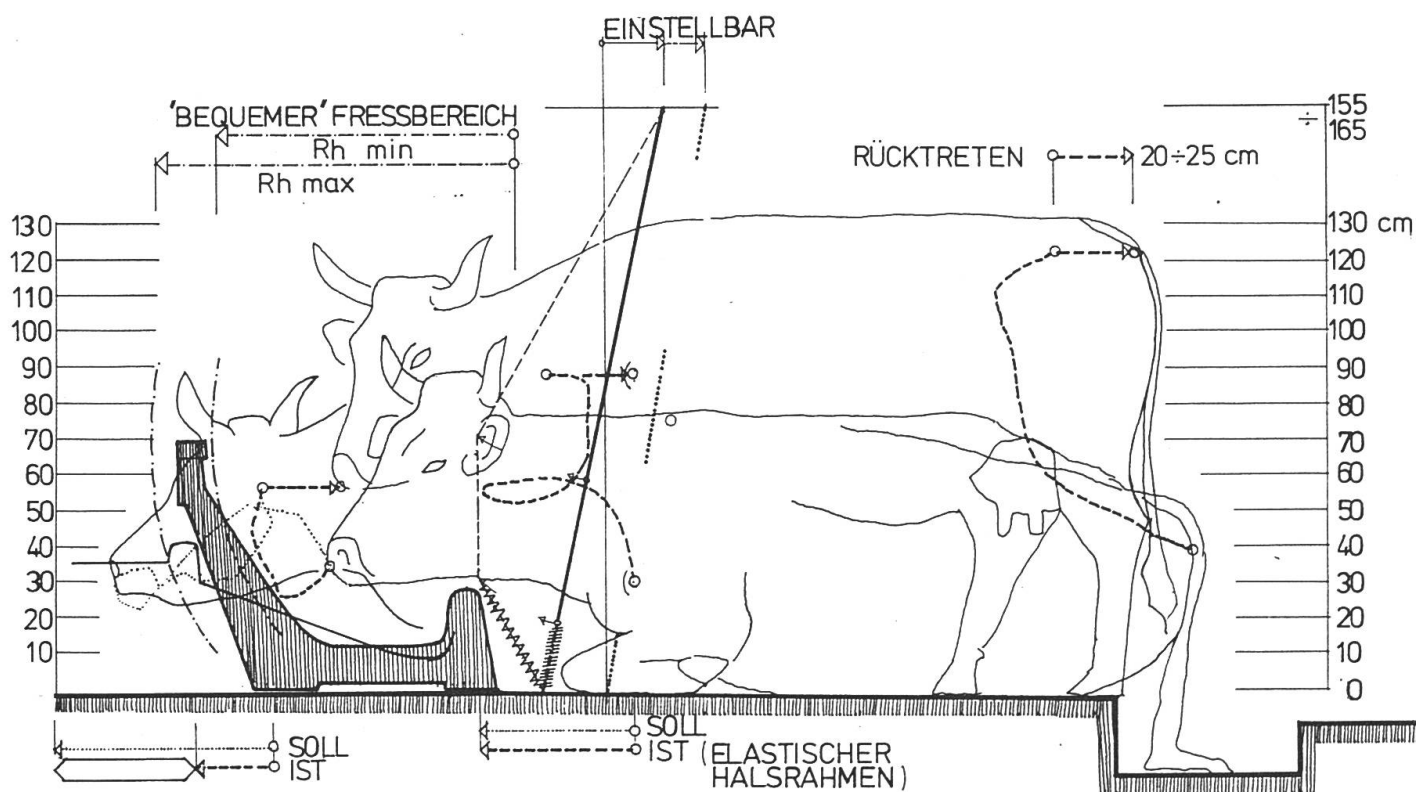 EINSTELLBAR
'BEQUEMER' FRESSBEREICH
Rh min
Rh max
RÜCKTRETEN 20÷25 cm
155
÷
165
130
120
110
100
90
80
70
60
50
40
30
20
10
130 cm
120
110
100
90
80
70
60
50
40
30
20
10
0
SOLL
IST
SOLL
IST (ELASTISCHER
HALSRAHMEN)